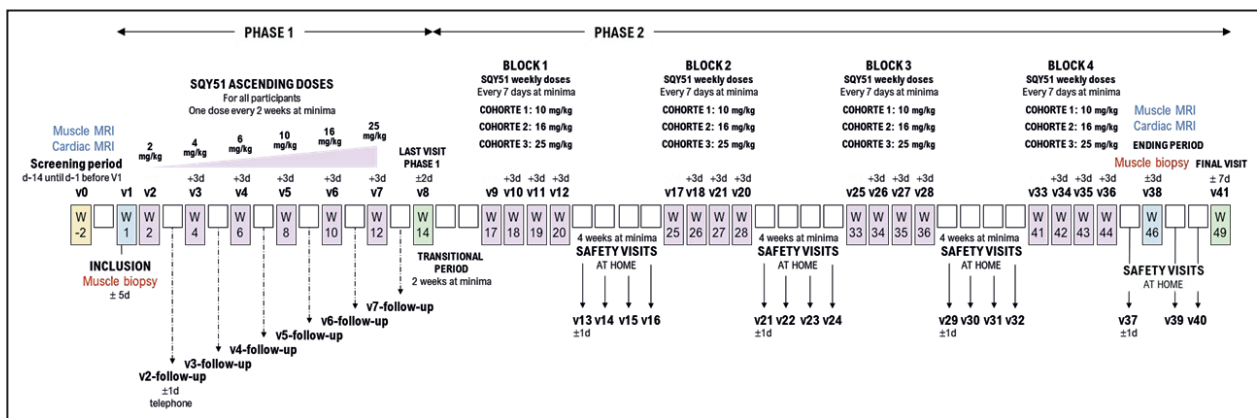 PHASE 1
PHASE 2
SQY51 ASCENDING DOSES
For all participants
One dose every 2 weeks at minima
BLOCK 1
SQY51 weekly doses
Every 7 days at minima
COHORTE 1: 10 mg/kg
COHORTE 2: 16 mg/kg
COHORTE 3: 25 mg/kg
BLOCK 2
SQY51 weekly doses
Every 7 days at minima
COHORTE 1: 10 mg/kg
COHORTE 2: 16 mg/kg
COHORTE 3: 25 mg/kg
BLOCK 3
SQY51 weekly doses
Every 7 days at minima
COHORTE 1: 10 mg/kg
COHORTE 2: 16 mg/kg
COHORTE 3: 25 mg/kg
BLOCK 4
SQY51 weekly doses
Every 7 days at minima
COHORTE 1: 10 mg/kg
COHORTE 2: 16 mg/kg
COHORTE 3: 25 mg/kg
Muscle MRI
Cardiac MRI
Screening period
d-14 until d-1 before V1
2 mg/kg
4 mg/kg
6 mg/kg
10 mg/kg
16 mg/kg
25 mg/kg
LAST VISIT
PHASE 1
Muscle MRI
Cardiac MRI
ENDING PERIOD
Muscle biopsy
FINAL VISIT
+3d +3d +3d +3d +3d ±2d +3d +3d +3d +3d +3d +3d +3d +3d +3d +3d +3d +3d ±3d ± 7d
v0 v1 v2 v3 v4 v5 v6 v7 v8 v9 v10 v11 v12 v17 v18 v21 v20 v25 v26 v27 v28 v33 v34 v35 v36 v38 v41
W -2 W 1 W 2 W 4 W 6 W 8 W 10 W 12 W 14 W 17 W 18 W 19 W 20 W 25 W 26 W 27 W 28 W 33 W 34 W 35 W 36 W 41 W 42 W 43 W 44 W 46 W 49
INCLUSION
Muscle biopsy
± 5d
TRANSITIONAL
PERIOD
2 weeks at minima
4 weeks at minima
SAFETY VISITS
AT HOME
4 weeks at minima
SAFETY VISITS
AT HOME
4 weeks at minima
SAFETY VISITS
AT HOME
SAFETY VISITS
AT HOME
v7-follow-up
v6-follow-up
v5-follow-up
v4-follow-up
v3-follow-up
v2-follow-up
±1d
telephone
v13 v14 v15 v16
±1d
v21 v22 v23 v24
±1d
v29 v30 v31 v32
±1d
v37 v39 v40
±1d